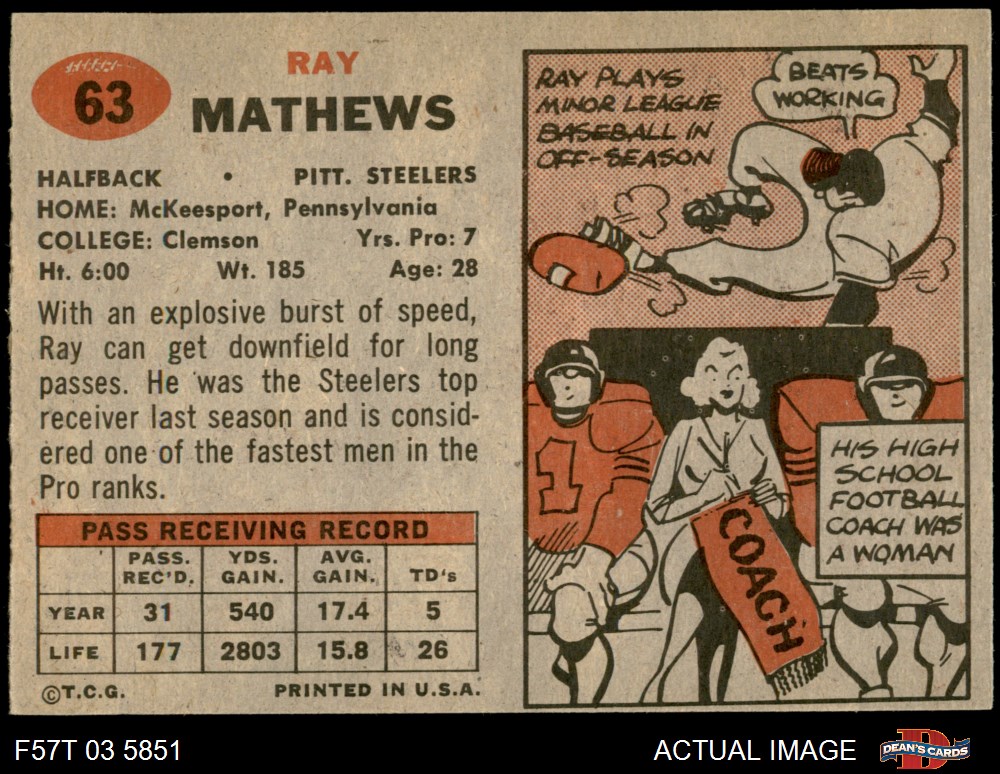 63
RAY
MATHEWS
HALFBACK • PITT. STEELERS
HOME: McKeesport, Pennsylvania
COLLEGE: Clemson Yrs. Pro: 7
Ht. 6:00 Wt. 185 Age: 28
With an explosive burst of speed,
Ray can get downfield for long
passes. He was the Steelers top
receiver last season and is consid-
ered one of the fastest men in the
Pro ranks.
PASS RECEIVING RECORD
PASS. YDS. AVG.
REC'D. GAIN. GAIN. TD's
YEAR 31 540 17.4 5
LIFE 177 2803 15.8 26
©T.C.G. PRINTED IN U.S.A.
RAY PLAYS
MINOR LEAGUE
BASEBALL IN
OFF-SEASON
BEATS
WORKING
1
COACH
HIS HIGH
SCHOOL
FOOTBALL
COACH WAS
A WOMAN
F57T 03 5851
ACTUAL IMAGE
DEAN'S CARDS